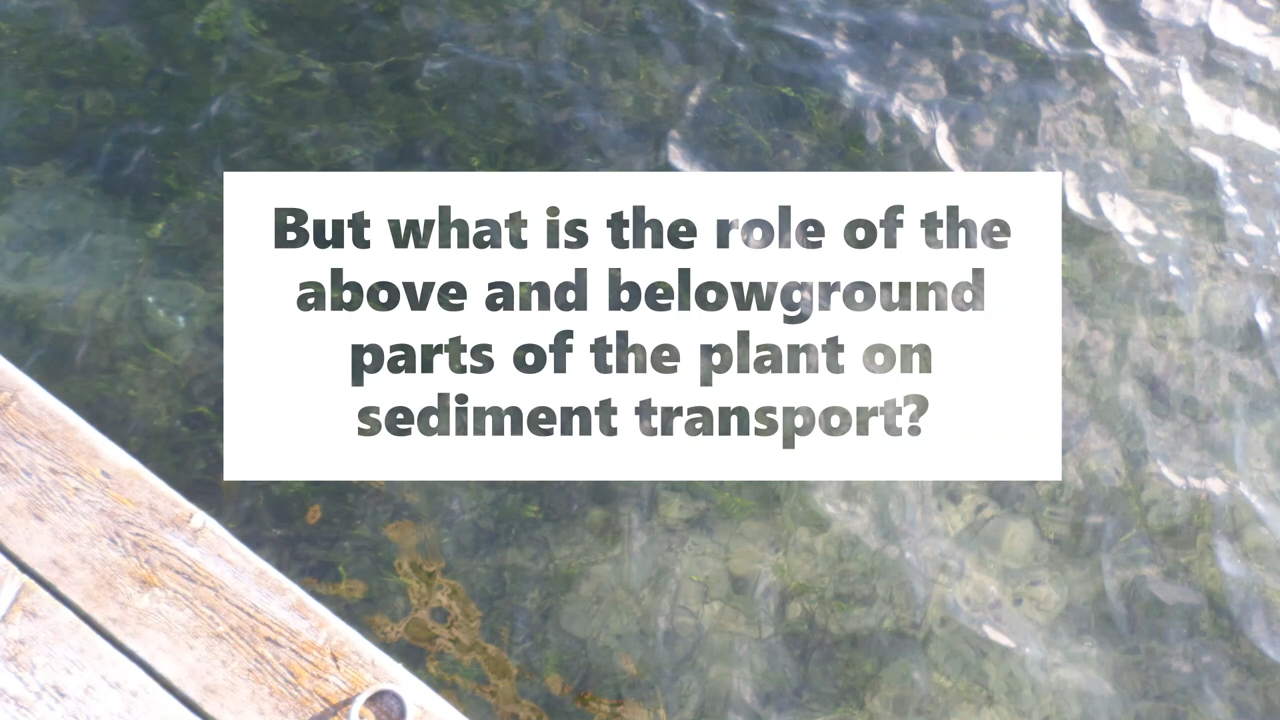 But what is the role of the
above and belowground
parts of the plant on
sediment transport?